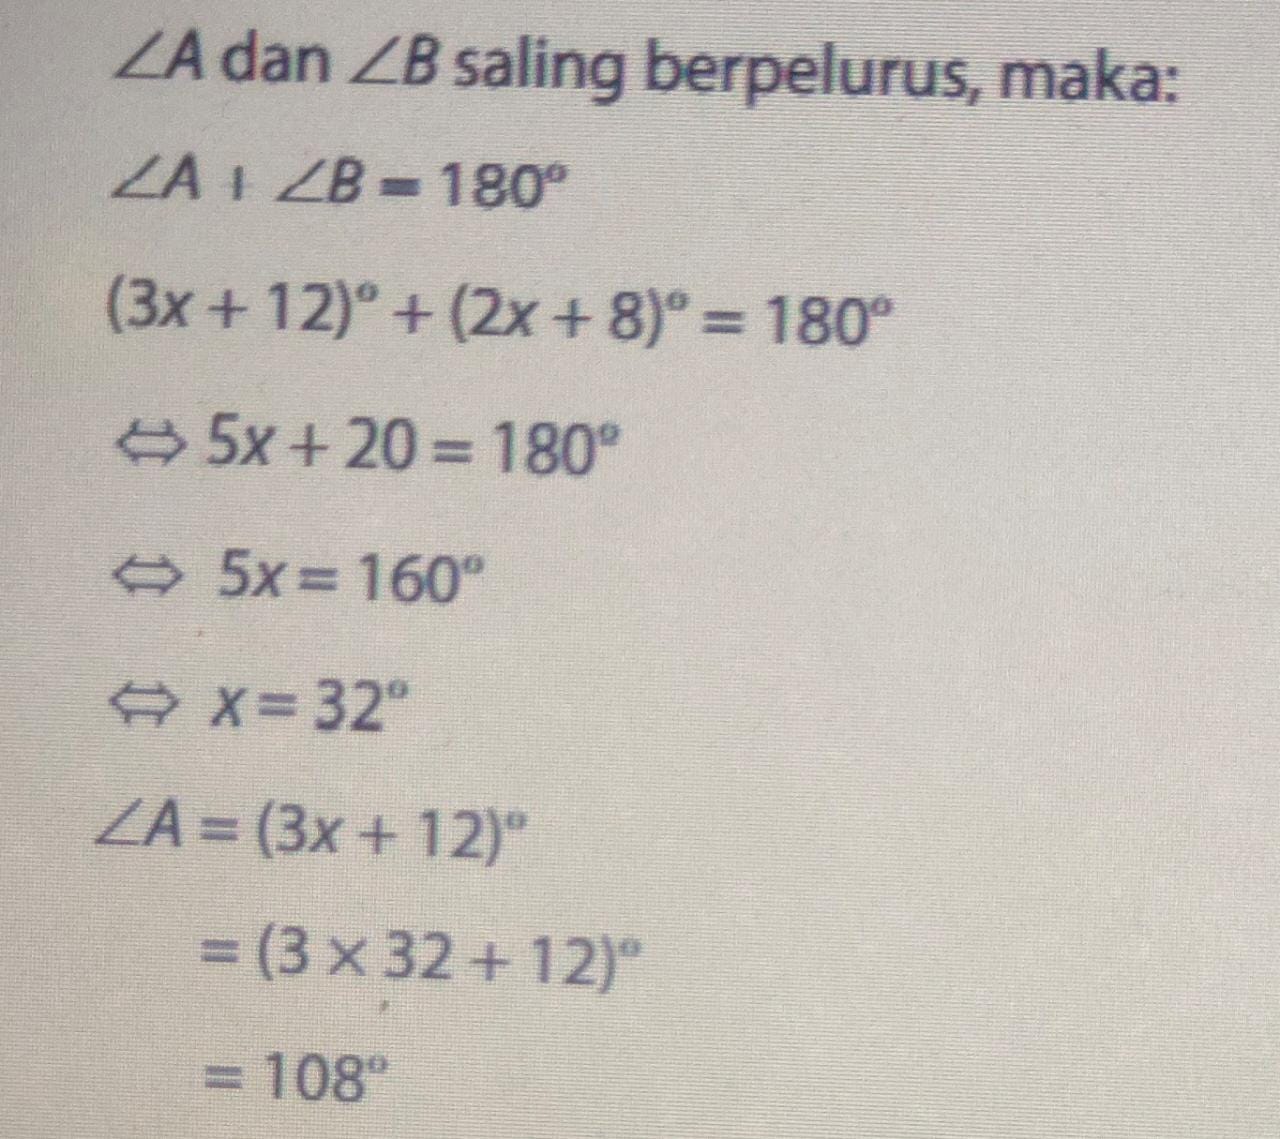 ∠A dan ∠B saling berpelurus, maka:
∠A + ∠B = 180°
(3x + 12)° + (2x + 8)° = 180°
⇔ 5x + 20 = 180°
⇔ 5x = 160°
⇔ x = 32°
∠A = (3x + 12)°
= (3 × 32 + 12)°
= 108°